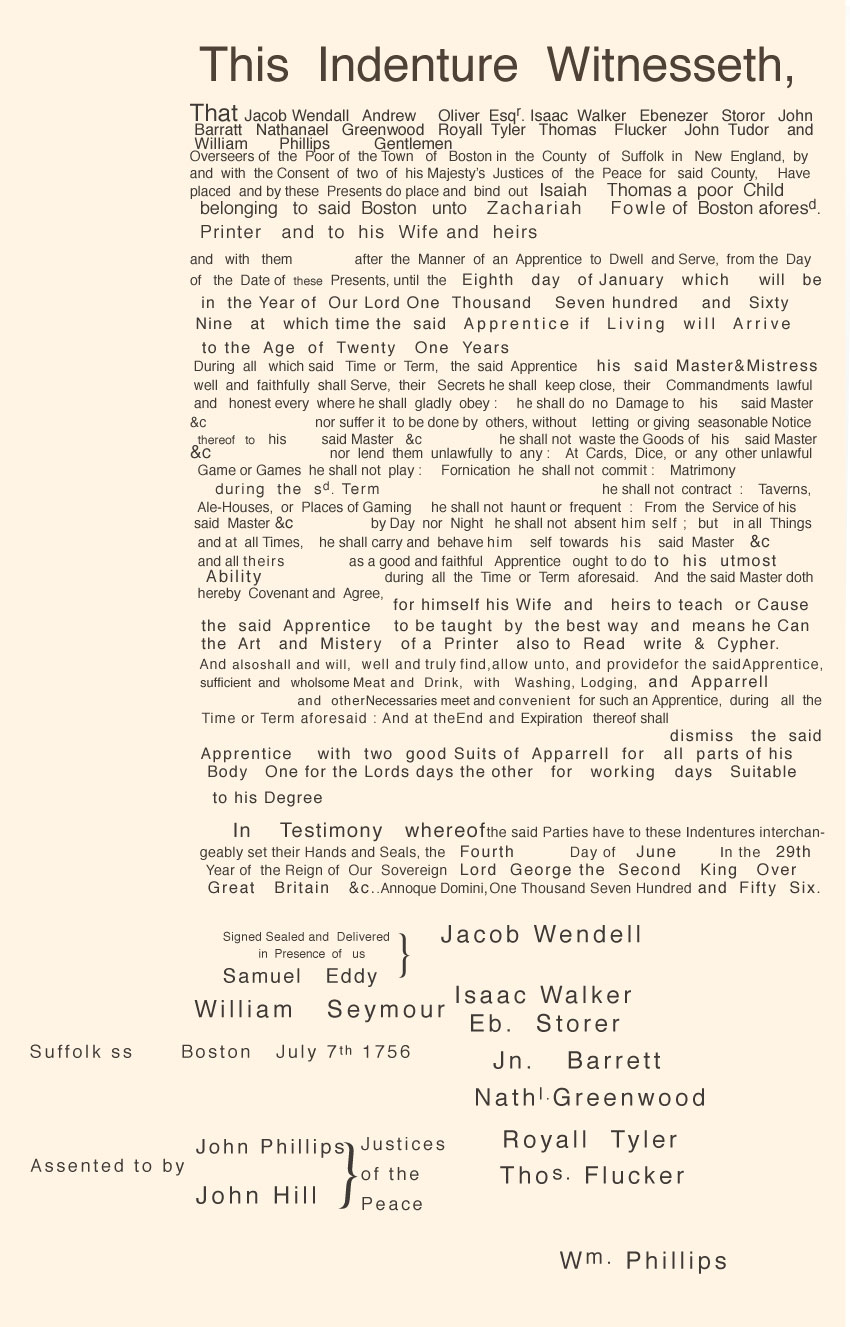 This Indenture Witnesseth,
That Jacob Wendall Andrew Oliver Esqr. Isaac Walker Ebenezer Storor John
Barratt Nathanael Greenwood Royall Tyler Thomas Flucker John Tudor and
William Phillips Gentlemen
Overseers of the Poor of the Town of Boston in the County of Suffolk in New England, by
and with the Consent of two of his Majesty's Justices of the Peace for said County, Have
placed and by these Presents do place and bind out Isaiah Thomas a poor Child
belonging to said Boston unto Zachariah Fowle of Boston aforesd.
Printer and to his Wife and heirs
and with them after the Manner of an Apprentice to Dwell and Serve, from the Day
of the Date of these Presents, until the Eighth day of January which will be
in the Year of Our Lord One Thousand Seven hundred and Sixty
Nine at which time the said Apprentice if Living will Arrive
to the Age of Twenty One Years
During all which said Time or Term, the said Apprentice his said Master&Mistress
well and faithfully shall Serve, their Secrets he shall keep close, their Commandments lawful
and honest every where he shall gladly obey : he shall do no Damage to his said Master
&c nor suffer it to be done by others, without letting or giving seasonable Notice
thereof to his said Master &c he shall not waste the Goods of his said Master
&c nor lend them unlawfully to any : At Cards, Dice, or any other unlawful
Game or Games he shall not play : Fornication he shall not commit : Matrimony
during the sd. Term he shall not contract : Taverns,
Ale-Houses, or Places of Gaming he shall not haunt or frequent : From the Service of his
said Master &c by Day nor Night he shall not absent him self ; but in all Things
and at all Times, he shall carry and behave him self towards his said Master &c
and all theirs as a good and faithful Apprentice ought to do to his utmost
Ability during all the Time or Term aforesaid. And the said Master doth
hereby Covenant and Agree, for himself his Wife and heirs to teach or Cause
the said Apprentice to be taught by the best way and means he Can
the Art and Mistery of a Printer also to Read write & Cypher.
And alsoshall and will, well and truly find,allow unto, and providefor the saidApprentice,
sufficient and wholsome Meat and Drink, with Washing, Lodging, and Apparrell
and otherNecessaries meet and convenient for such an Apprentice, during all the
Time or Term aforesaid : And at theEnd and Expiration thereof shall
dismiss the said
Apprentice with two good Suits of Apparrell for all parts of his
Body One for the Lords days the other for working days Suitable
to his Degree
In Testimony whereofthe said Parties have to these Indentures interchan-
geably set their Hands and Seals, the Fourth Day of June In the 29th
Year of the Reign of Our Sovereign Lord George the Second King Over
Great Britain &c..Annoque Domini,One Thousand Seven Hundred and Fifty Six.
Signed Sealed and Delivered
in Presence of us
Jacob Wendell
Samuel Eddy
William Seymour
Isaac Walker
Eb. Storer
Suffolk ss Boston July 7th 1756
Jn. Barrett
Nathl.Greenwood
Royall Tyler
Thos. Flucker
Assented to by
John Phillips
John Hill
Justices
of the
Peace
Wm. Phillips